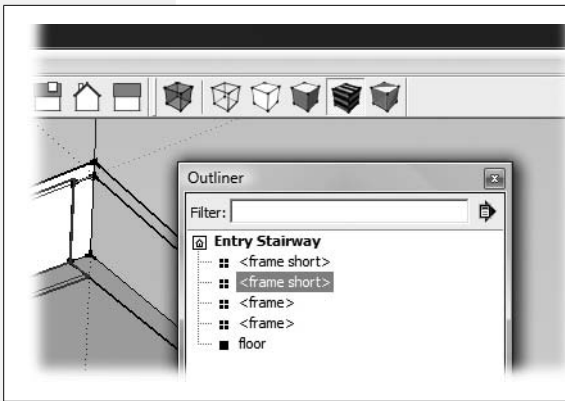 Outliner
Filter:
Entry Stairway
<frame short>
<frame short>
<frame>
<frame>
floor